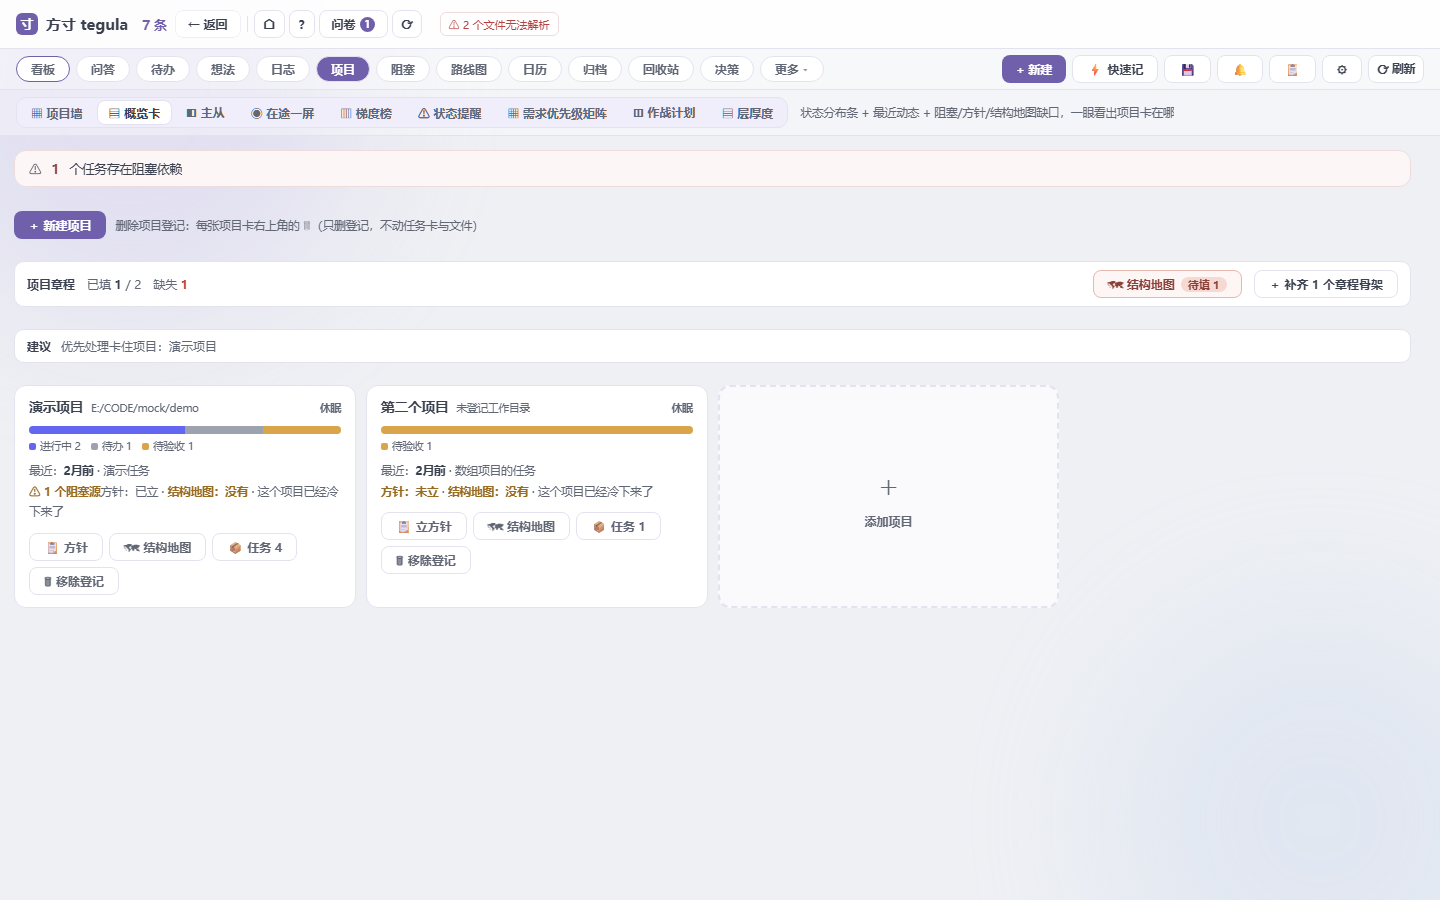 寸 方寸 tegula 7 条 ← 返回 ? 问卷 1 ⚠ 2 个文件无法解析
看板 问答 待办 想法 日志 项目 阻塞 路线图 日历 归档 回收站 决策 更多 + 新建 快速记 刷新
项目墙 概览卡 主从 在途一屏 梯度榜 状态提醒 需求优先级矩阵 作战计划 层厚度 状态分布条 + 最近动态 + 阻塞/方针/结构地图缺口，一眼看出项目卡在哪
⚠ 1 个任务存在阻塞依赖
+ 新建项目 删除项目登记：每张项目卡右上角的 🗑（只删登记，不动任务卡与文件）
项目章程 已填 1 / 2 缺失 1 结构地图 待填 1 + 补齐 1 个章程骨架
建议 优先处理卡住项目：演示项目
演示项目 E:/CODE/mock/demo 休眠
进行中 2 待办 1 待验收 1
最近：2月前 · 演示任务
⚠ 1 个阻塞源方针：已立 · 结构地图：没有 · 这个项目已经冷
下来了
方针 结构地图 任务 4
移除登记
第二个项目 未登记工作目录 休眠
待验收 1
最近：2月前 · 数组项目的任务
方针：未立 · 结构地图：没有 · 这个项目已经冷下来了
立方针 结构地图 任务 1
移除登记
+
添加项目